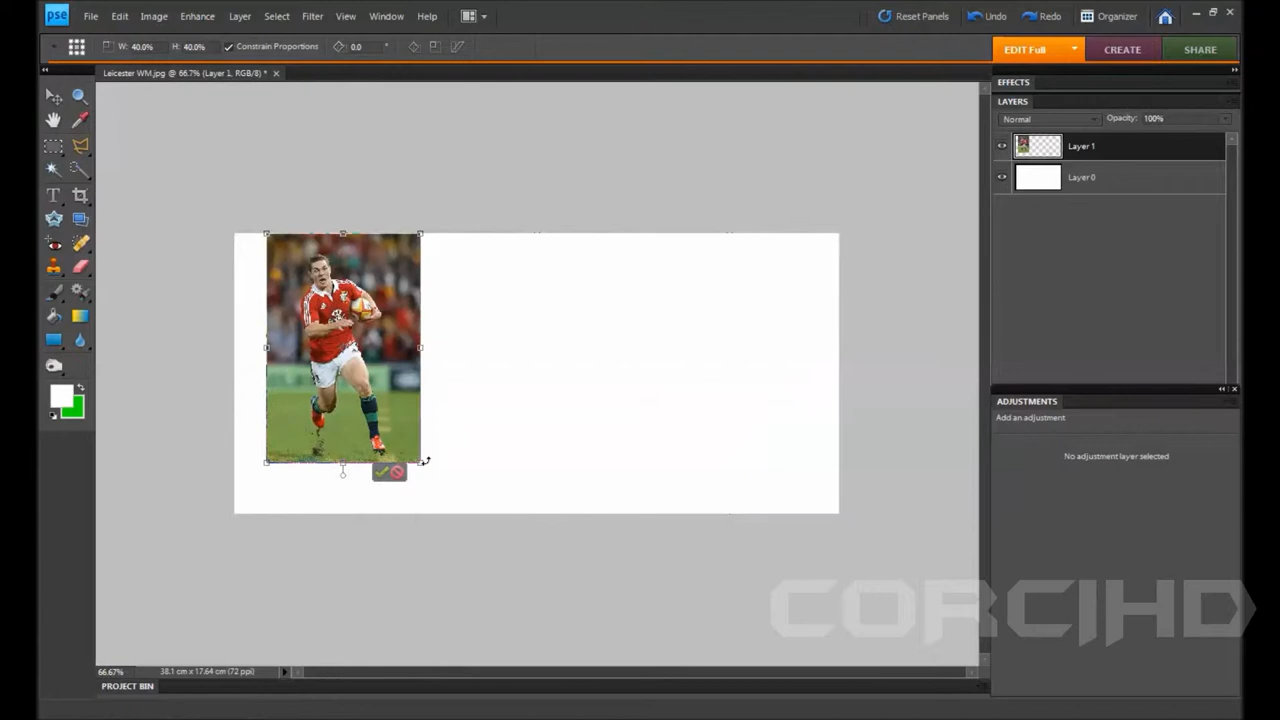 pse File Edit Image Enhance Layer Select Filter View Window Help Reset Panels Undo Redo Organizer
W: 40.0% H: 40.0% Constrain Proportions 0.0 ° EDIT Full CREATE SHARE
Leicester WM.jpg @ 66.7% (Layer 1, RGB/8) *
EFFECTS
LAYERS
Normal Opacity: 100%
Layer 1
Layer 0
T
ADJUSTMENTS
Add an adjustment
No adjustment layer selected
CORCIHD
66.67% 38.1 cm x 17.64 cm (72 ppi)
PROJECT BIN